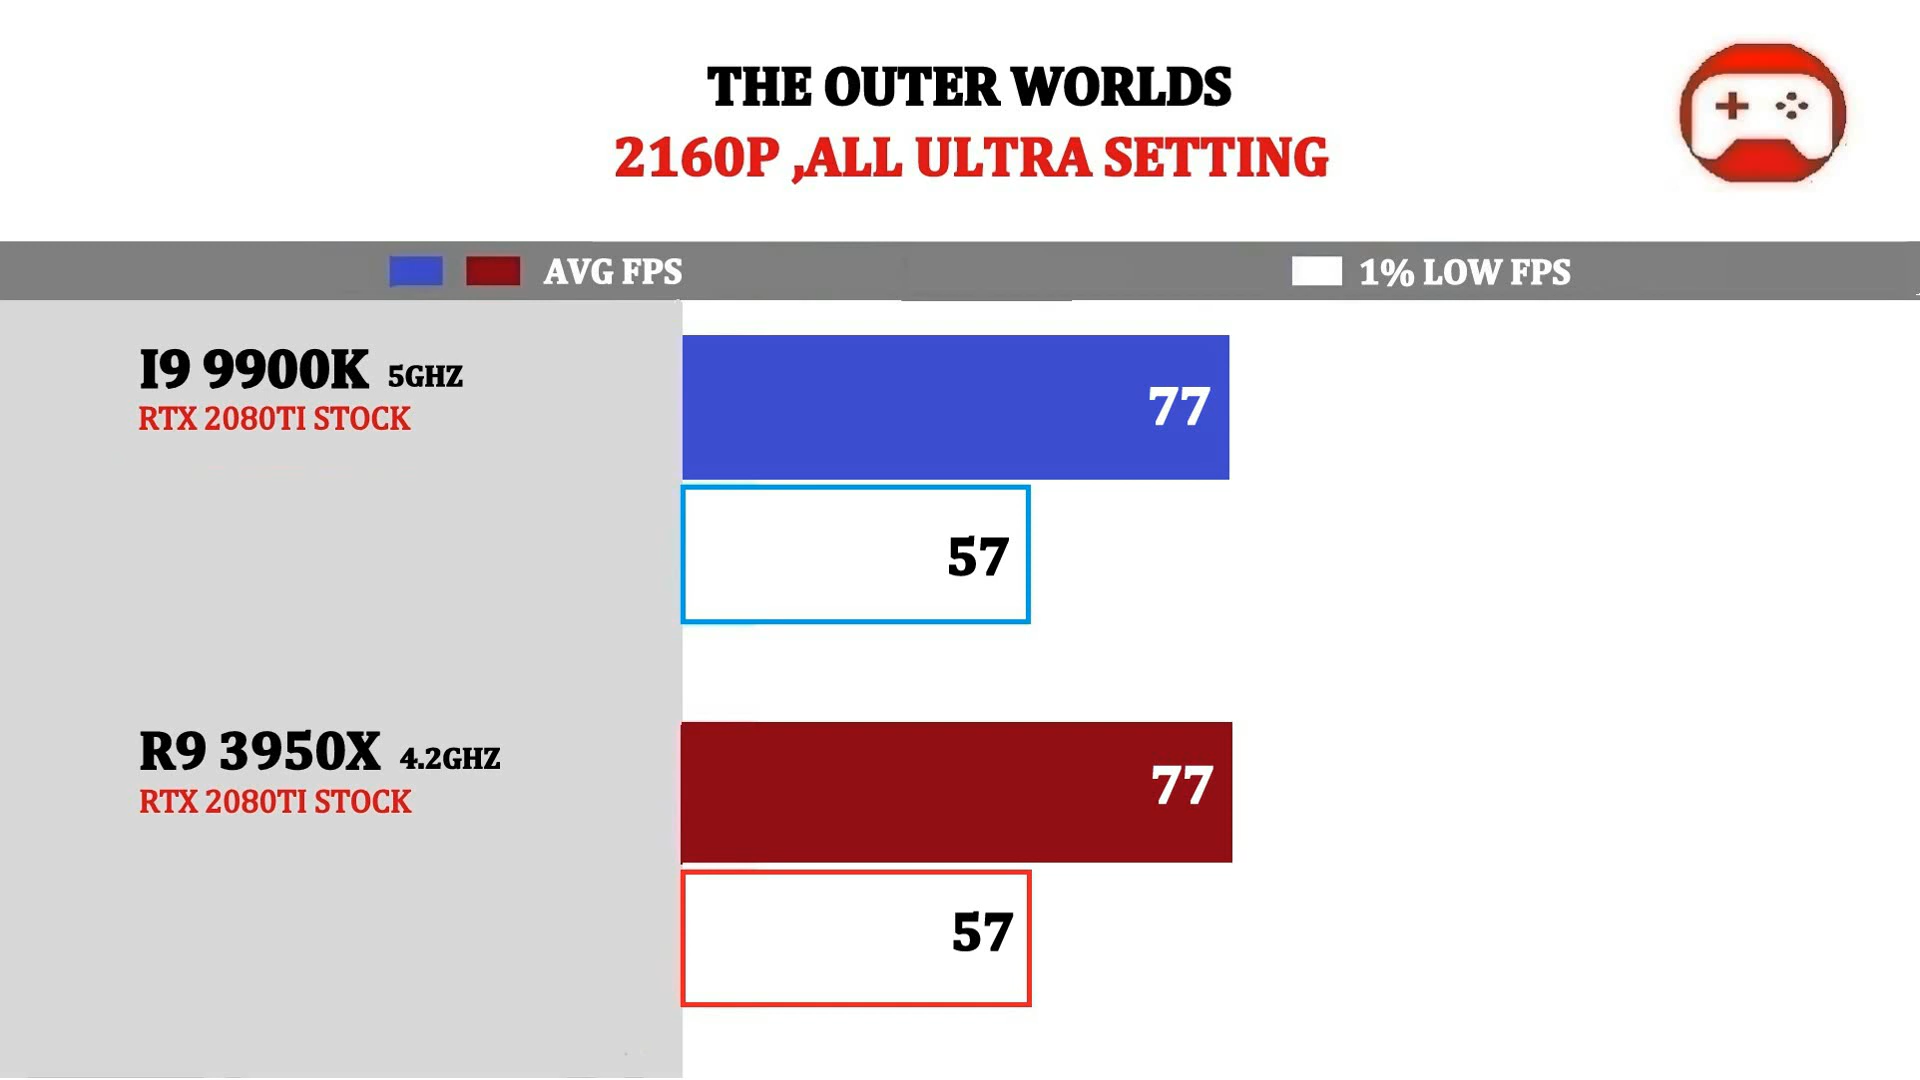 THE OUTER WORLDS
2160P ,ALL ULTRA SETTING
AVG FPS
1% LOW FPS
I9 9900K 5GHZ
RTX 2080TI STOCK
77
57
R9 3950X 4.2GHZ
RTX 2080TI STOCK
77
57